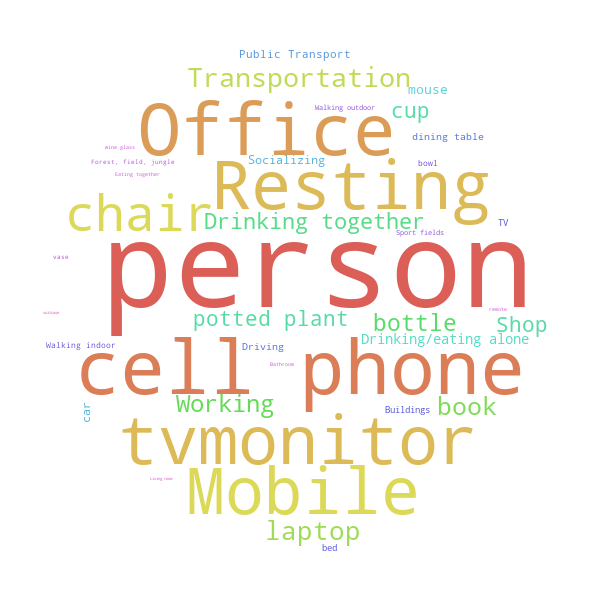 Public Transport
Transportation
mouse
Office
Walking outdoor
cup
dining table
Wine glass
Socializing
Forest, field, jungle
bowl
Eating together
Resting
chair
Drinking together
TV
Sport fields
person
vase
remote
suitcase
potted plant
bottle
Shop
Drinking/eating alone
Walking indoor
Driving
cell phone
Bathroom
Working
book
car
Buildings
tvmonitor
Living room
Mobile
laptop
bed